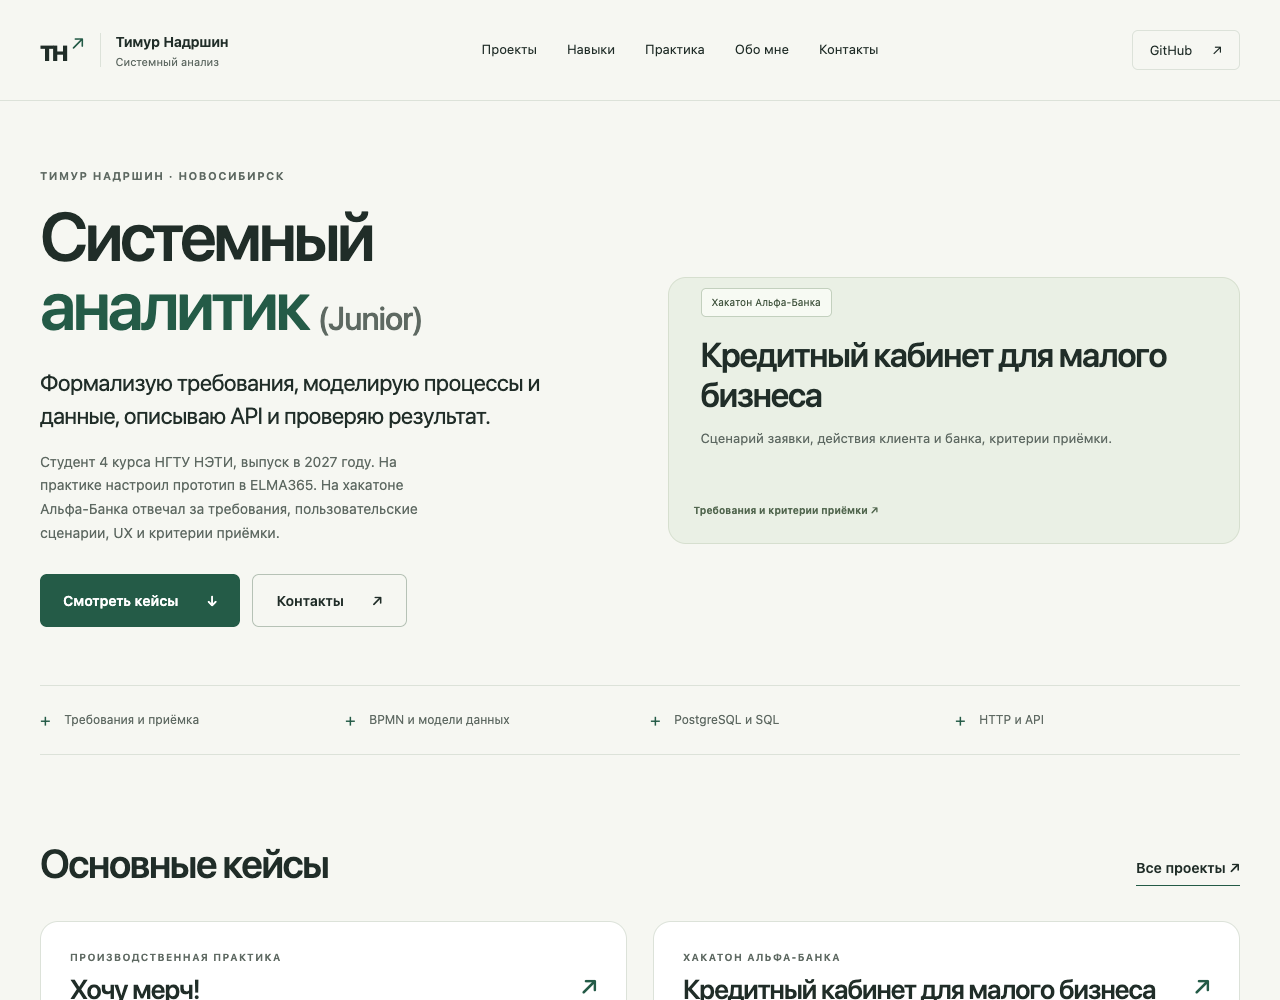 ТН
Тимур Надршин
Системный анализ
Проекты
Навыки
Практика
Обо мне
Контакты
GitHub
ТИМУР НАДРШИН · НОВОСИБИРСК
Системный
аналитик (Junior)
Формализую требования, моделирую процессы и
данные, описываю API и проверяю результат.
Студент 4 курса НГТУ НЭТИ, выпуск в 2027 году. На
практике настроил прототип в ELMA365. На хакатоне
Альфа-Банка отвечал за требования, пользовательские
сценарии, UX и критерии приёмки.
Смотреть кейсы ↓
Контакты ↗
Хакатон Альфа-Банка
Кредитный кабинет для малого
бизнеса
Сценарий заявки, действия клиента и банка, критерии приёмки.
Требования и критерии приёмки ↗
+ Требования и приёмка
+ BPMN и модели данных
+ PostgreSQL и SQL
+ HTTP и API
Основные кейсы
Все проекты ↗
ПРОИЗВОДСТВЕННАЯ ПРАКТИКА
Хочу мерч!
ХАКАТОН АЛЬФА-БАНКА
Кредитный кабинет для малого бизнеса